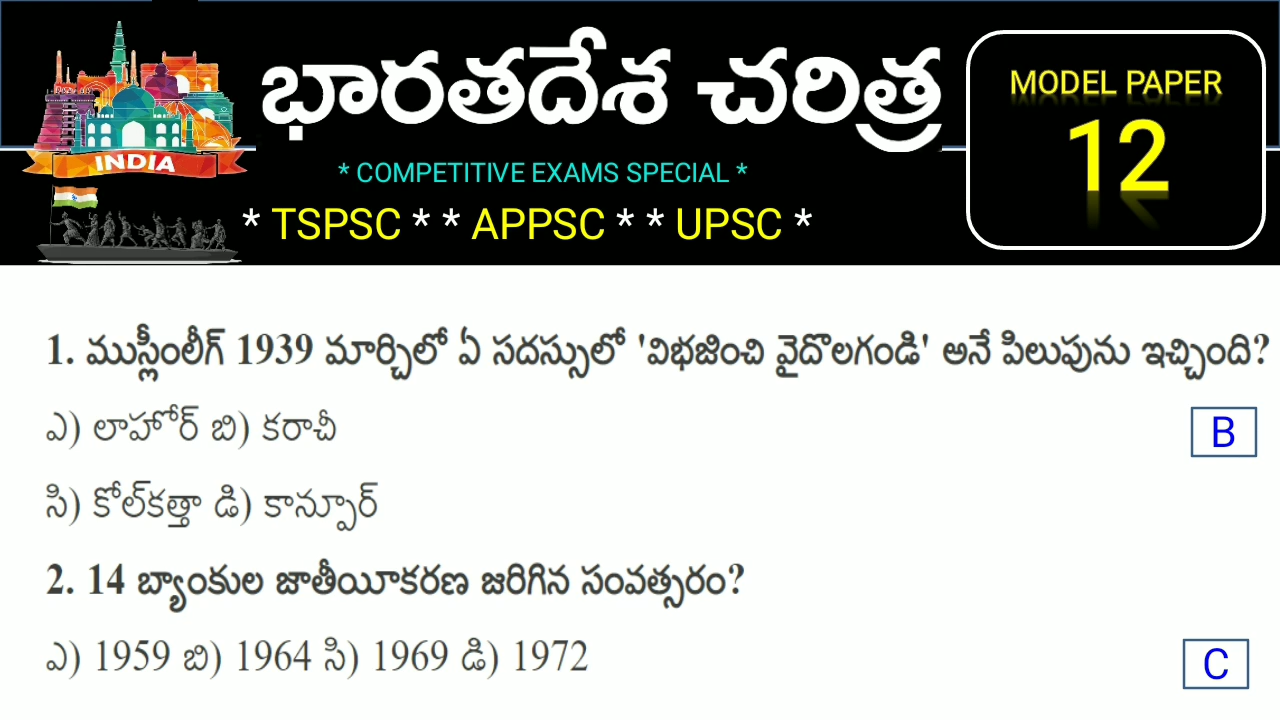 INDIA
భారతదేశ చరిత్ర
* COMPETITIVE EXAMS SPECIAL *
* TSPSC * * APPSC * * UPSC *
MODEL PAPER
12
1. ముస్లీంలీగ్ 1939 మార్చిలో ఏ సదస్సులో 'విభజించి వైదొలగండి' అనే పిలుపును ఇచ్చింది?
ఎ) లాహోర్ బి) కరాచీ
B
సి) కోల్‌కత్తా డి) కాన్పూర్
2. 14 బ్యాంకుల జాతీయీకరణ జరిగిన సంవత్సరం?
ఎ) 1959 బి) 1964 సి) 1969 డి) 1972
C